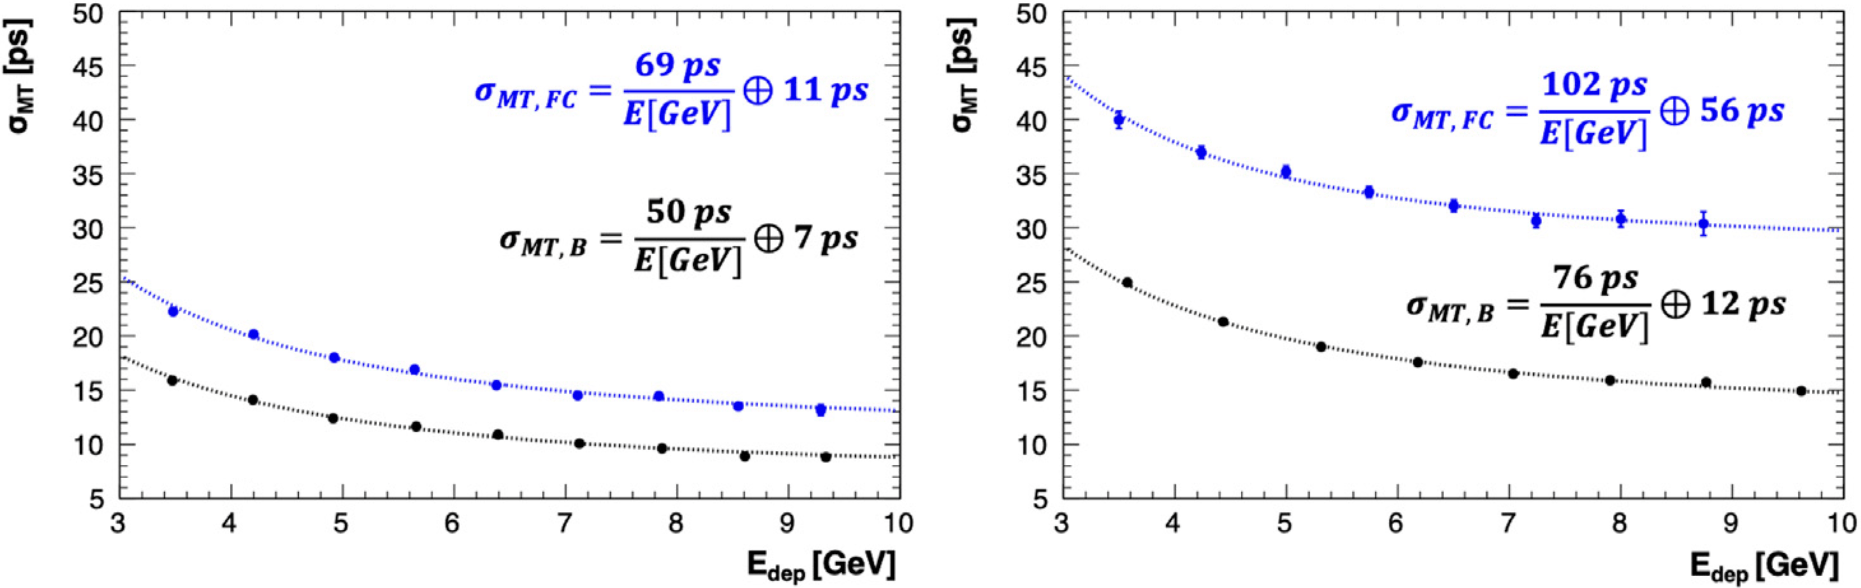 σMT [ps]
50
45
40
35
30
25
20
15
10
5
σMT, FC = 69 ps / E[GeV] ⊕ 11 ps
σMT, B = 50 ps / E[GeV] ⊕ 7 ps
3 4 5 6 7 8 9 10
Edep [GeV]
σMT [ps]
50
45
40
35
30
25
20
15
10
5
σMT, FC = 102 ps / E[GeV] ⊕ 56 ps
σMT, B = 76 ps / E[GeV] ⊕ 12 ps
3 4 5 6 7 8 9 10
Edep [GeV]